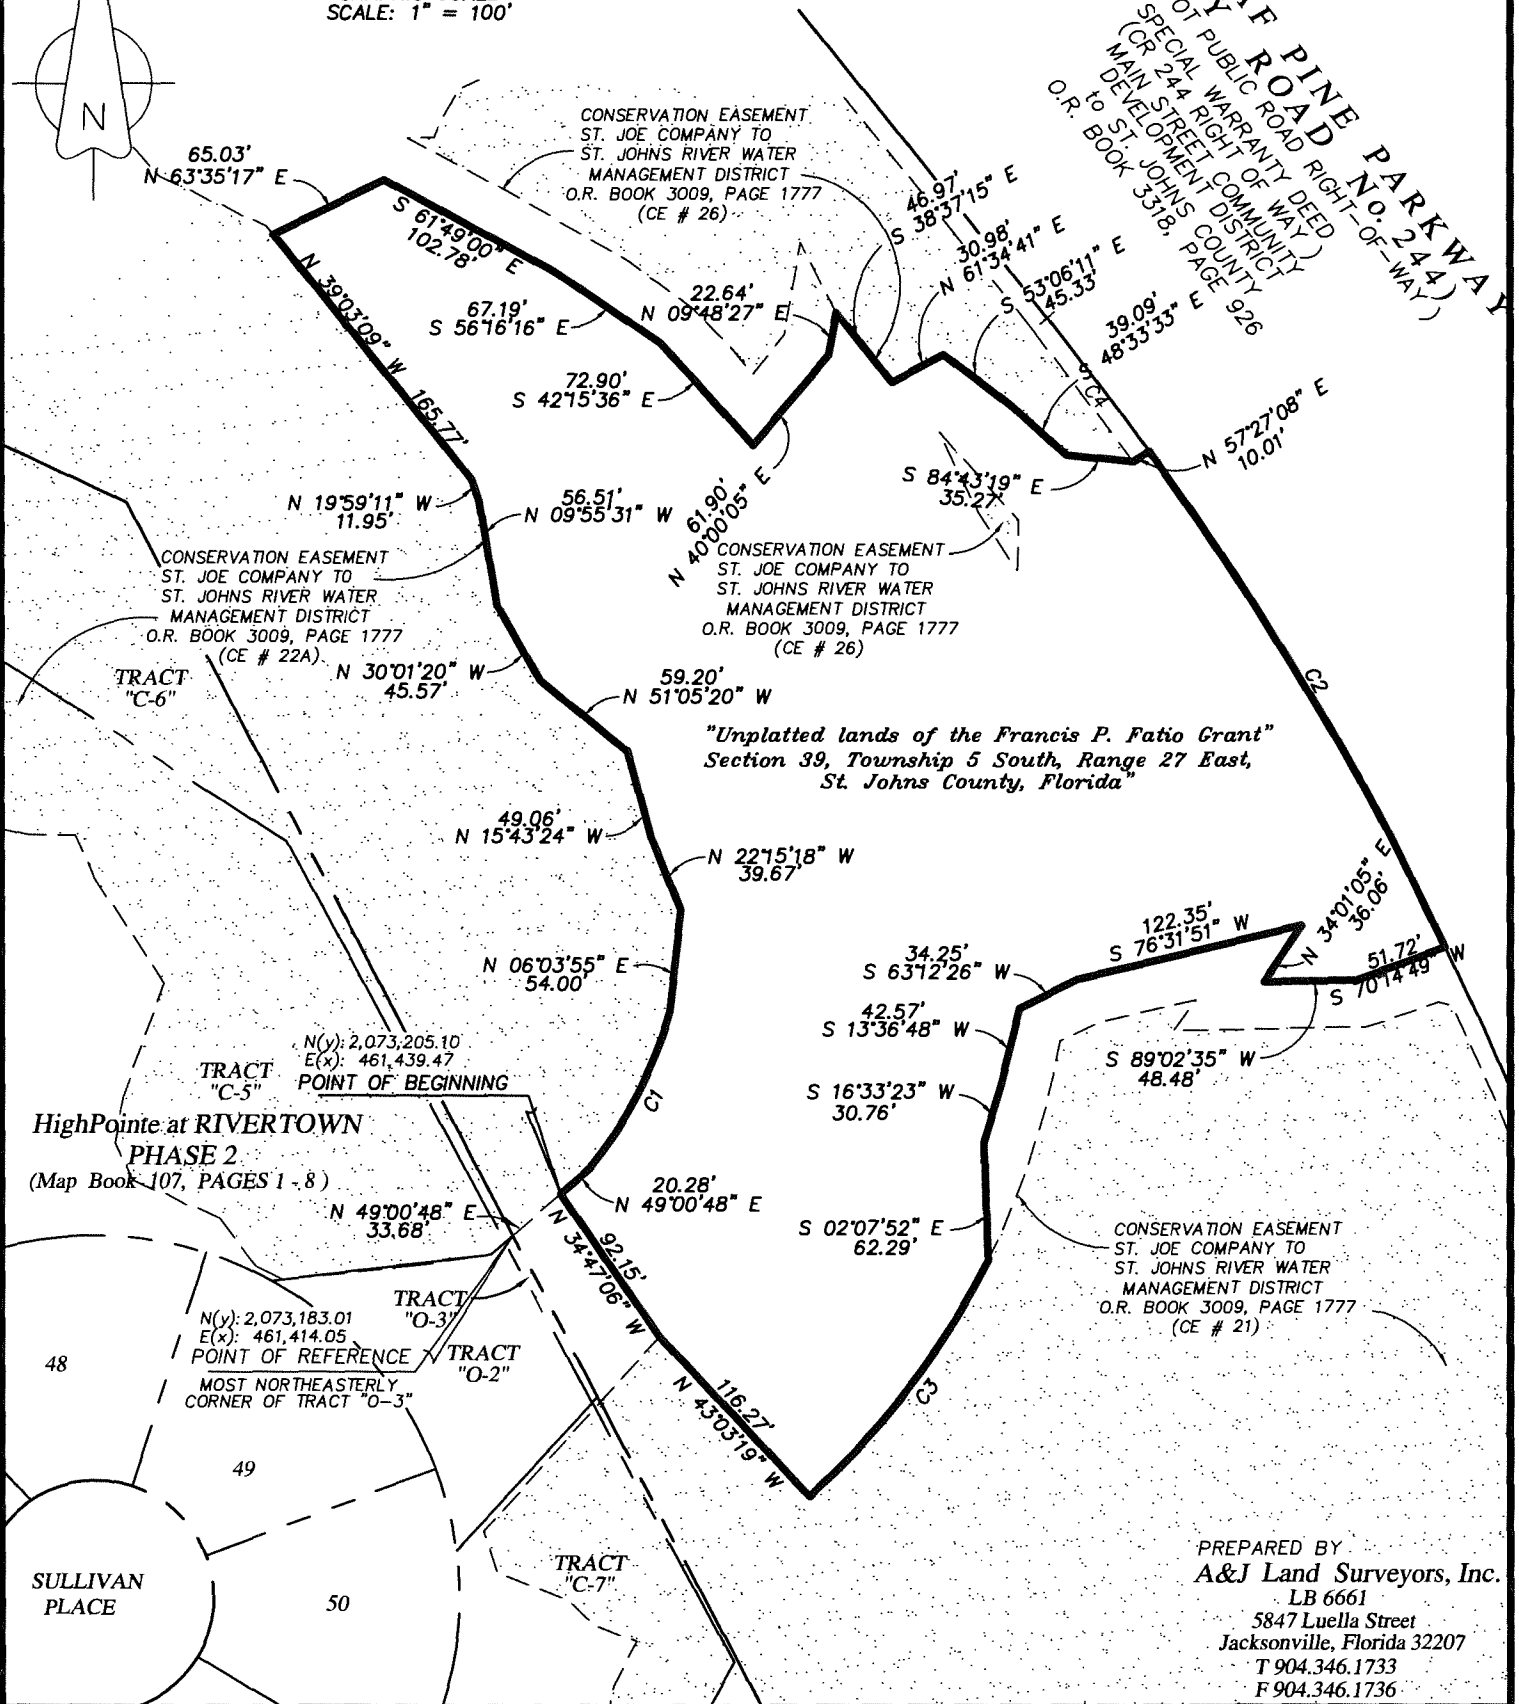 SCALE: 1" = 100'
N
AF PINE PARKWAY
Y ROAD No. 244)
OT PUBLIC ROAD RIGHT-OF-WAY)
SPECIAL WARRANTY DEED
(CR 244 RIGHT OF WAY)
MAIN STREET COMMUNITY
DEVELOPMENT DISTRICT
to ST. JOHNS COUNTY
O.R. BOOK 3318, PAGE 926
CONSERVATION EASEMENT
ST. JOE COMPANY TO
ST. JOHNS RIVER WATER
MANAGEMENT DISTRICT
O.R. BOOK 3009, PAGE 1777
(CE # 26)
65.03'
N 63°35'17" E
S 61°49'00" E
102.78'
46.97'
S 38°37'15" E
30.98'
N 61°34'41" E
S 53°06'11" E
45.33'
39.09'
S 48°33'33" E
C4
N 57°27'08" E
10.01'
N 39°03'09" W 165.77'
67.19'
S 56°16'16" E
22.64'
N 09°48'27" E
72.90'
S 42°15'36" E
61.90'
N 40°00'05" E
S 84°43'19" E
35.27'
N 19°59'11" W
11.95'
56.51'
N 09°55'31" W
CONSERVATION EASEMENT
ST. JOE COMPANY TO
ST. JOHNS RIVER WATER
MANAGEMENT DISTRICT
O.R. BOOK 3009, PAGE 1777
(CE # 22A)
CONSERVATION EASEMENT
ST. JOE COMPANY TO
ST. JOHNS RIVER WATER
MANAGEMENT DISTRICT
O.R. BOOK 3009, PAGE 1777
(CE # 26)
TRACT
"C-6"
N 30°01'20" W
45.57'
59.20'
N 51°05'20" W
C2
"Unplatted lands of the Francis P. Fatio Grant"
Section 39, Township 5 South, Range 27 East,
St. Johns County, Florida"
49.06'
N 15°43'24" W
N 22°15'18" W
39.67'
N 34°01'05" E
36.06'
122.35'
S 76°31'51" W
51.72'
S 70°14'49" W
34.25'
S 63°12'26" W
N 06°03'55" E
54.00'
42.57'
S 13°36'48" W
S 89°02'35" W
48.48'
S 16°33'23" W
30.76'
N(y): 2,073,205.10
E(x): 461,439.47
POINT OF BEGINNING
TRACT
"C-5"
C1
HighPointe at RIVERTOWN
PHASE 2
(Map Book 107, PAGES 1 - 8 )
20.28'
N 49°00'48" E
N 49°00'48" E
33.68'
S 02°07'52" E
62.29'
92.15'
N 34°47'06" W
CONSERVATION EASEMENT
ST. JOE COMPANY TO
ST. JOHNS RIVER WATER
MANAGEMENT DISTRICT
O.R. BOOK 3009, PAGE 1777
(CE # 21)
TRACT
"O-3"
N(y): 2,073,183.01
E(x): 461,414.05
POINT OF REFERENCE
MOST NORTHEASTERLY
CORNER OF TRACT "O-3"
TRACT
"O-2"
48
116.27'
N 43°03'19" W
C3
49
TRACT
"C-7"
SULLIVAN
PLACE
50
PREPARED BY
A&J Land Surveyors, Inc.
LB 6661
5847 Luella Street
Jacksonville, Florida 32207
T 904.346.1733
F 904.346.1736